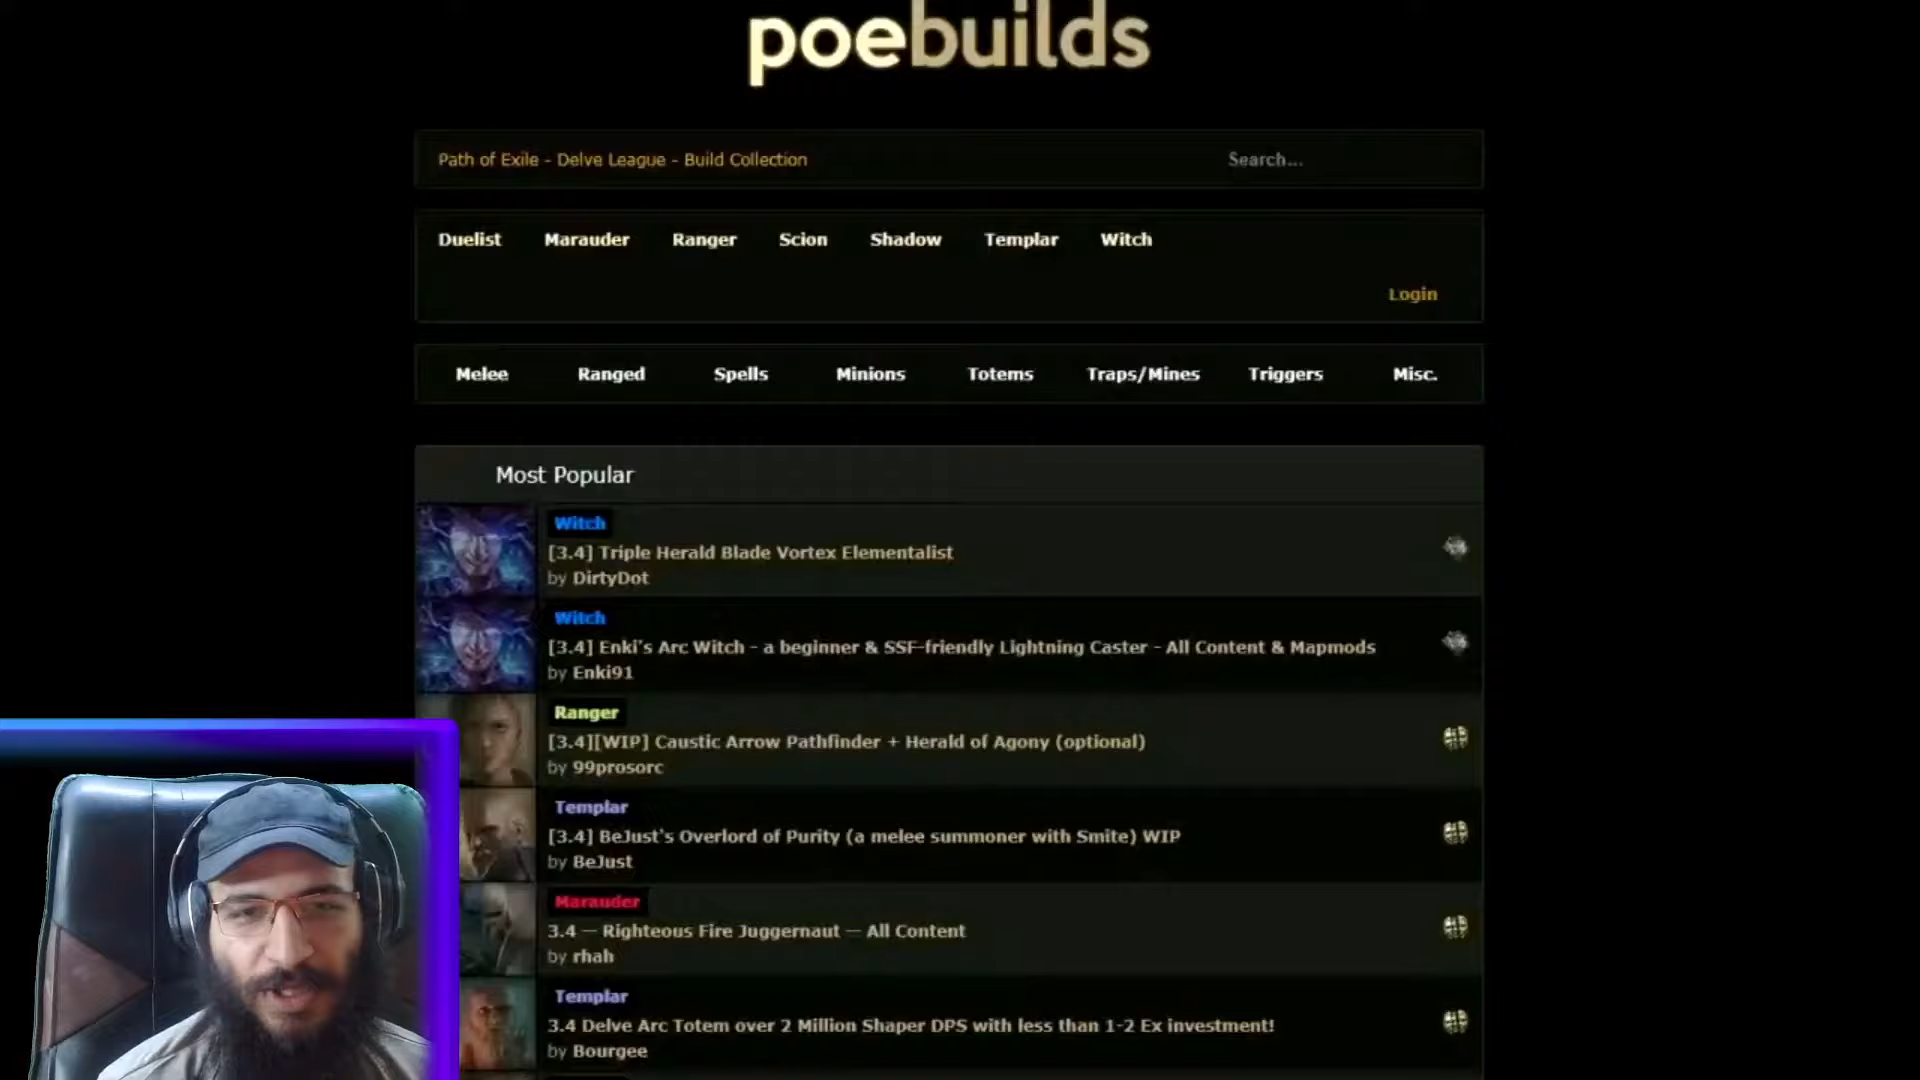 poebuilds
Path of Exile - Delve League - Build Collection
Search...
Duelist Marauder Ranger Scion Shadow Templar Witch
Login
Melee Ranged Spells Minions Totems Traps/Mines Triggers Misc.
Most Popular
Witch
[3.4] Triple Herald Blade Vortex Elementalist
by DirtyDot
Witch
[3.4] Enki's Arc Witch - a beginner & SSF-friendly Lightning Caster - All Content & Mapmods
by Enki91
Ranger
[3.4][WIP] Caustic Arrow Pathfinder + Herald of Agony (optional)
by 99prosorc
Templar
[3.4] BeJust's Overlord of Purity (a melee summoner with Smite) WIP
by BeJust
Marauder
3.4 — Righteous Fire Juggernaut — All Content
by rhah
Templar
3.4 Delve Arc Totem over 2 Million Shaper DPS with less than 1-2 Ex investment!
by Bourgee